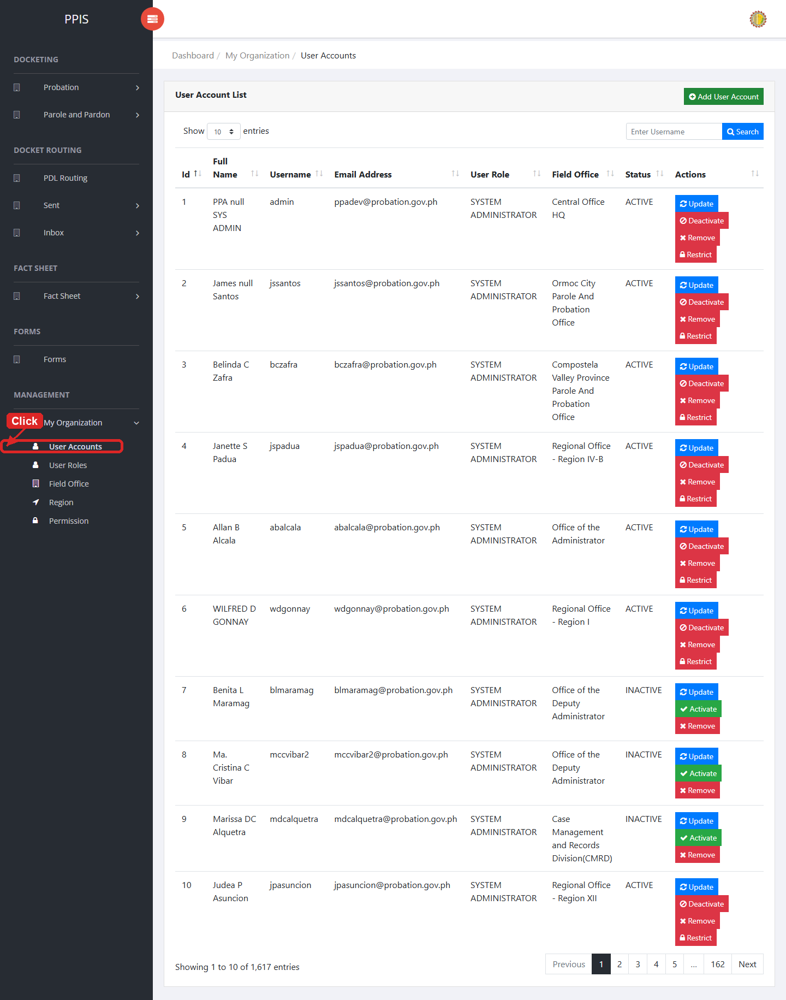 PPIS
DOCKETING
Probation
Parole and Pardon
DOCKET ROUTING
PDL Routing
Sent
Inbox
FACT SHEET
Fact Sheet
FORMS
Forms
MANAGEMENT
Click
My Organization
User Accounts
User Roles
Field Office
Region
Permission
Dashboard / My Organization / User Accounts
User Account List
Add User Account
Show 10 entries
Enter Username
Search
Id Full Name Username Email Address User Role Field Office Status Actions
1 PPA null admin ppadev@probation.gov.ph SYSTEM Central Office ACTIVE Update
SYS ADMINISTRATOR HQ
ADMIN
Deactivate
Remove
Restrict
2 James null jssantos jssantos@probation.gov.ph SYSTEM Ormoc City ACTIVE Update
Santos ADMINISTRATOR Parole And
Deactivate
Probation
Office
Remove
Restrict
3 Belinda C bczafra bczafra@probation.gov.ph SYSTEM Compostela ACTIVE Update
Zafra ADMINISTRATOR Valley Province
Deactivate
Parole And
Probation
Remove
Office
Restrict
4 Janette S jspadua jspadua@probation.gov.ph SYSTEM Regional Office ACTIVE Update
Padua ADMINISTRATOR - Region IV-B
Deactivate
Remove
Restrict
5 Allan B abalcala abalcala@probation.gov.ph SYSTEM Office of the ACTIVE Update
Alcala ADMINISTRATOR Administrator
Deactivate
Remove
Restrict
6 WILFRED D wdgonnay wdgonnay@probation.gov.ph SYSTEM Regional Office ACTIVE Update
GONNAY ADMINISTRATOR - Region I
Deactivate
Remove
Restrict
7 Benita L blmaramag blmaramag@probation.gov.ph SYSTEM Office of the INACTIVE Update
Maramag ADMINISTRATOR Deputy
Activate
Administrator
Remove
8 Ma. mccvibar2 mccvibar2@probation.gov.ph SYSTEM Office of the INACTIVE Update
Cristina C ADMINISTRATOR Deputy
Activate
Vibar Administrator
Remove
9 Marissa DC mdcalquetra mdcalquetra@probation.gov.ph SYSTEM Case INACTIVE Update
Alquetra ADMINISTRATOR Management
Activate
and Records
Division(CMRD)
Remove
10 Judea P jpasuncion jpasuncion@probation.gov.ph SYSTEM Regional Office ACTIVE Update
Asuncion ADMINISTRATOR - Region XII
Deactivate
Remove
Restrict
Showing 1 to 10 of 1,617 entries
Previous 1 2 3 4 5 ... 162 Next